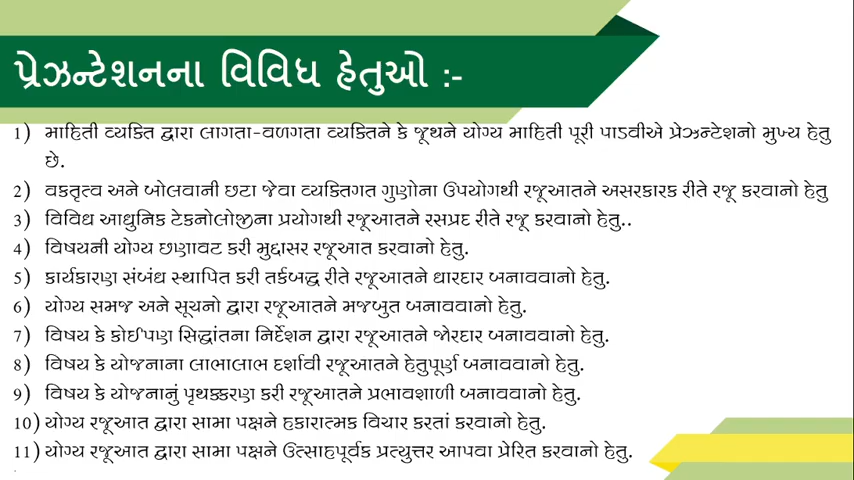 પ્રેઝન્ટેશનના વિવિધ હેતુઓ :-
1) માહિતી વ્યક્તિ દ્વારા લાગતા-વળગતા વ્યક્તિને કે જૂથને યોગ્ય માહિતી પૂરી પાડવીએ પ્રેઝન્ટેશનનો મુખ્ય હેતુ
છે.
2) વકતૃત્વ અને બોલવાની છટા જેવા વ્યક્તિગત ગુણોના ઉપયોગથી રજૂઆતને અસરકારક રીતે રજૂ કરવાનો હેતુ
3) વિવિધ આધુનિક ટેકનોલોજીના પ્રયોગથી રજૂઆતને રસપ્રદ રીતે રજૂ કરવાનો હેતુ..
4) વિષયની યોગ્ય છણાવટ કરી મુદ્દાસર રજૂઆત કરવાનો હેતુ.
5) કાર્યકારણ સંબંધ સ્થાપિત કરી તર્કબદ્ધ રીતે રજૂઆતને ધારદાર બનાવવાનો હેતુ.
6) યોગ્ય સમજ અને સૂચનો દ્વારા રજૂઆતને મજબુત બનાવવાનો હેતુ.
7) વિષય કે કોઈપણ સિદ્ધાંતના નિર્દેશન દ્વારા રજૂઆતને જોરદાર બનાવવાનો હેતુ.
8) વિષય કે યોજનાના લાભાલાભ દર્શાવી રજૂઆતને હેતુપૂર્ણ બનાવવાનો હેતુ.
9) વિષય કે યોજનાનું પૃથક્કરણ કરી રજૂઆતને પ્રભાવશાળી બનાવવાનો હેતુ.
10) યોગ્ય રજૂઆત દ્વારા સામા પક્ષને હકારાત્મક વિચાર કરતાં કરવાનો હેતુ.
11) યોગ્ય રજૂઆત દ્વારા સામા પક્ષને ઉત્સાહપૂર્વક પ્રત્યુત્તર આપવા પ્રેરિત કરવાનો હેતુ.